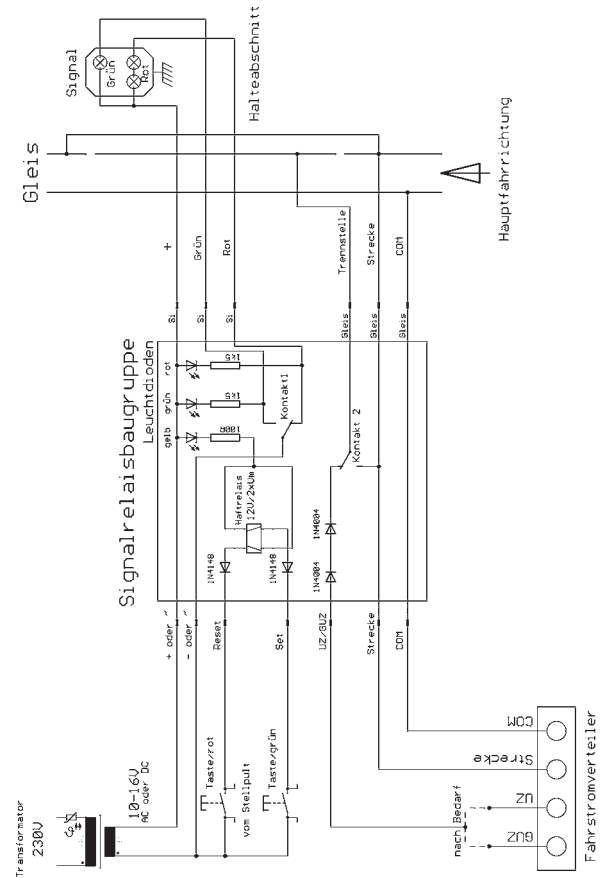 Signal
Grün
Rot
Halteabschnitt
Gleis
Hauptfahrrichtung
+
Grün
Rot
Trennstelle
Strecke
COM
Si
Si
Si
Gleis
Gleis
Gleis
Signalrelaisbaugruppe
Leuchtdioden
gelb
grün
rot
100R
1k5
1k5
Kontakt1
Haftrelais
12V/2xUm
1N4148
1N4148
Kontakt 2
1N4004
1N4004
+ oder ~
- oder ~
Reset
Set
UZ/GUZ
Strecke
COM
Transformator
230V
10-16V
AC oder DC
Taste/rot
vom Stellpult
Taste/grün
nach Bedarf
GUZ
UZ
Strecke
COM
Fahrstromverteiler